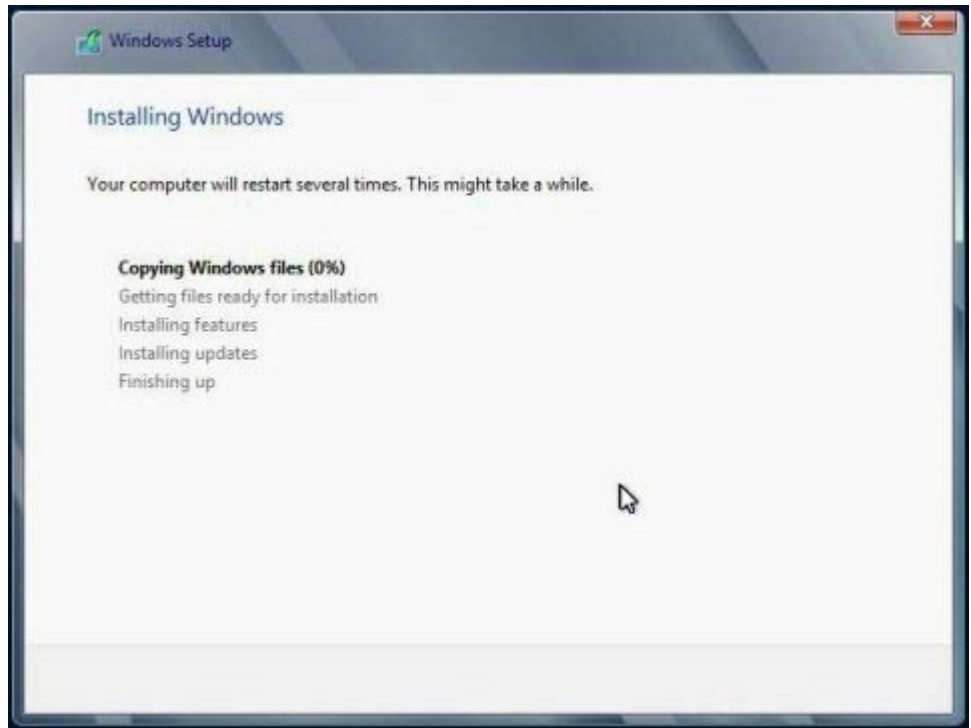 Windows Setup
Installing Windows
Your computer will restart several times. This might take a while.
Copying Windows files (0%)
Getting files ready for installation
Installing features
Installing updates
Finishing up